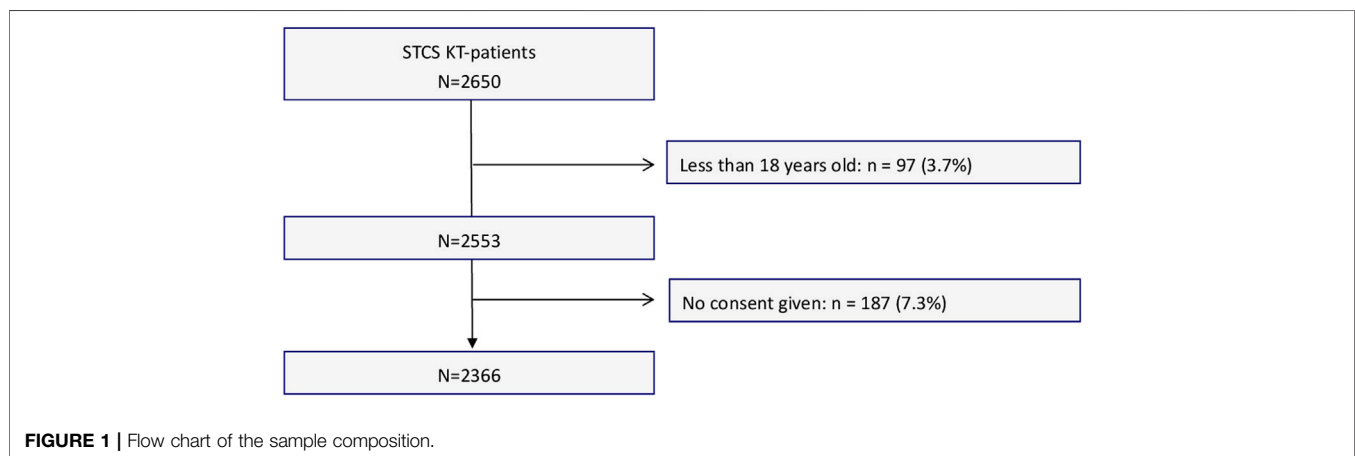 STCS KT-patients
N=2650
Less than 18 years old: n = 97 (3.7%)
N=2553
No consent given: n = 187 (7.3%)
N=2366
FIGURE 1 | Flow chart of the sample composition.